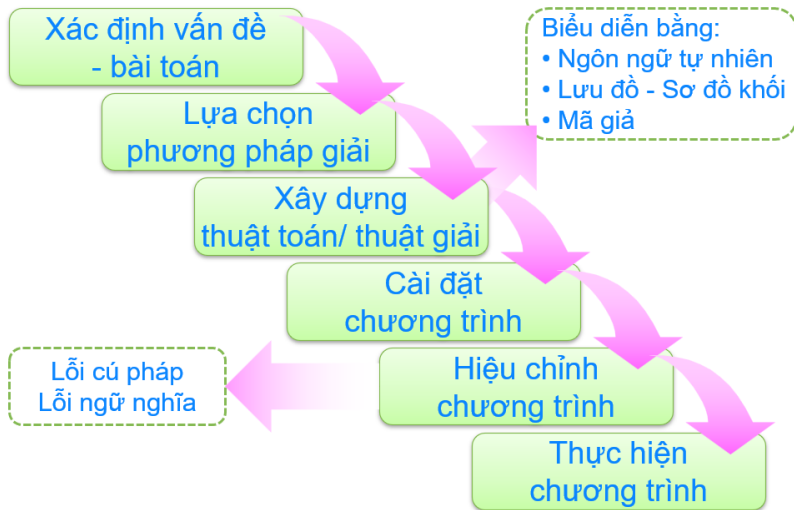 Xác định vấn đề
- bài toán
Biểu diễn bằng:
• Ngôn ngữ tự nhiên
• Lưu đồ - Sơ đồ khối
• Mã giả
Lựa chọn
phương pháp giải
Xây dựng
thuật toán/ thuật giải
Cài đặt
chương trình
Hiệu chỉnh
chương trình
Lỗi cú pháp
Lỗi ngữ nghĩa
Thực hiện
chương trình